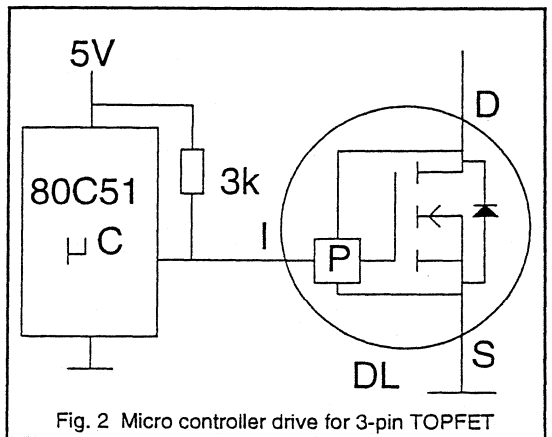 5V
D
80C51
3k
µC
I
P
S
DL
Fig. 2 Micro controller drive for 3-pin TOPFET